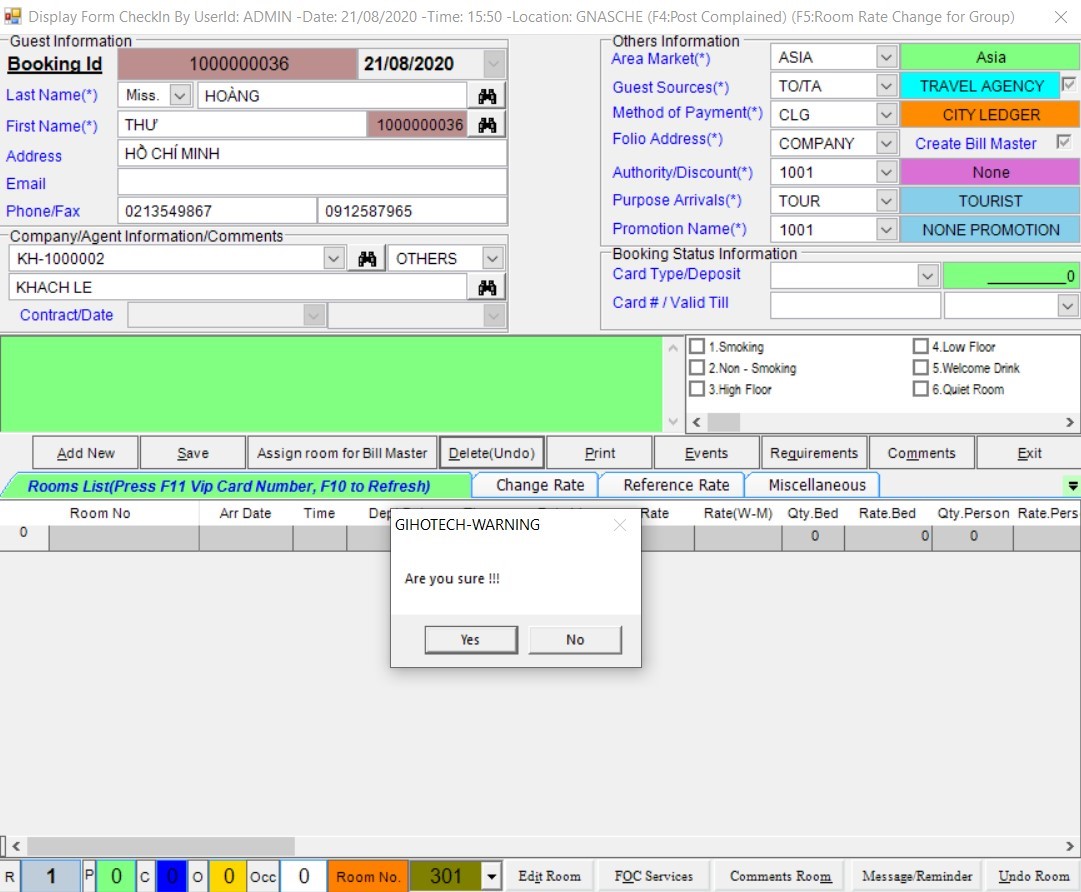 Display Form CheckIn By UserId: ADMIN -Date: 21/08/2020 -Time: 15:50 -Location: GNASCHE (F4:Post Complained) (F5:Room Rate Change for Group)
Guest Information
Booking Id 1000000036 21/08/2020
Last Name(*) Miss. HOÀNG
First Name(*) THƯ 1000000036
Address HỒ CHÍ MINH
Email
Phone/Fax 0213549867 0912587965
Company/Agent Information/Comments
KH-1000002 OTHERS
KHACH LE
Contract/Date
Others Information
Area Market(*) ASIA Asia
Guest Sources(*) TO/TA TRAVEL AGENCY
Method of Payment(*) CLG CITY LEDGER
Folio Address(*) COMPANY Create Bill Master
Authority/Discount(*) 1001 None
Purpose Arrivals(*) TOUR TOURIST
Promotion Name(*) 1001 NONE PROMOTION
Booking Status Information
Card Type/Deposit 0
Card # / Valid Till
1.Smoking 4.Low Floor
2.Non - Smoking 5.Welcome Drink
3.High Floor 6.Quiet Room
Add New Save Assign room for Bill Master Delete(Undo) Print Events Requirements Comments Exit
Rooms List(Press F11 Vip Card Number, F10 to Refresh) Change Rate Reference Rate Miscellaneous
Room No Arr Date Time Rate Rate(W-M) Qty.Bed Rate.Bed Qty.Person Rate.Pers
0 0 0 0
GIHOTECH-WARNING
Are you sure !!!
Yes No
R 1 P 0 C 0 O 0 Occ 0 Room No. 301 Edit Room FOC Services Comments Room Message/Reminder Undo Room